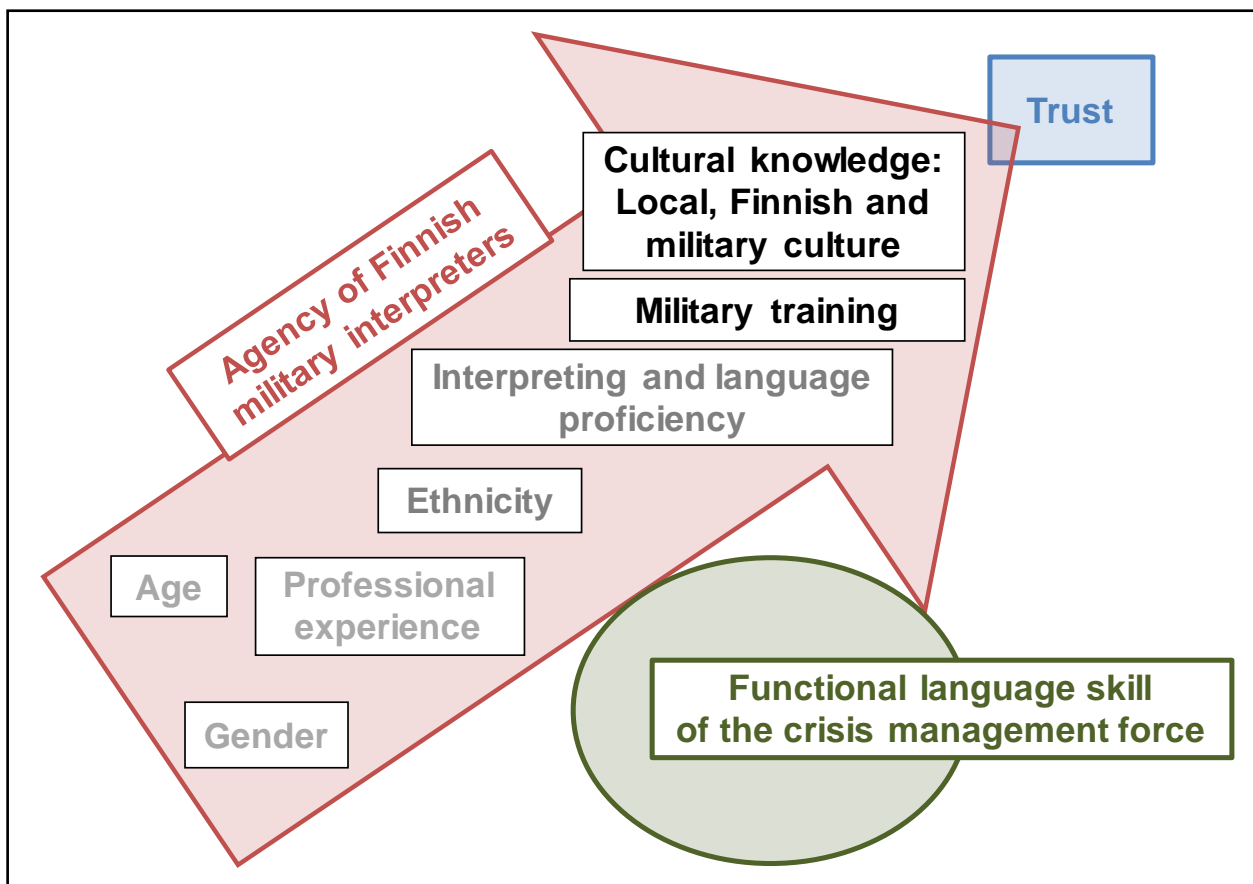 Trust
Cultural knowledge:
Local, Finnish and
military culture
Agency of Finnish
military interpreters
Military training
Interpreting and language
proficiency
Ethnicity
Age
Professional
experience
Gender
Functional language skill
of the crisis management force